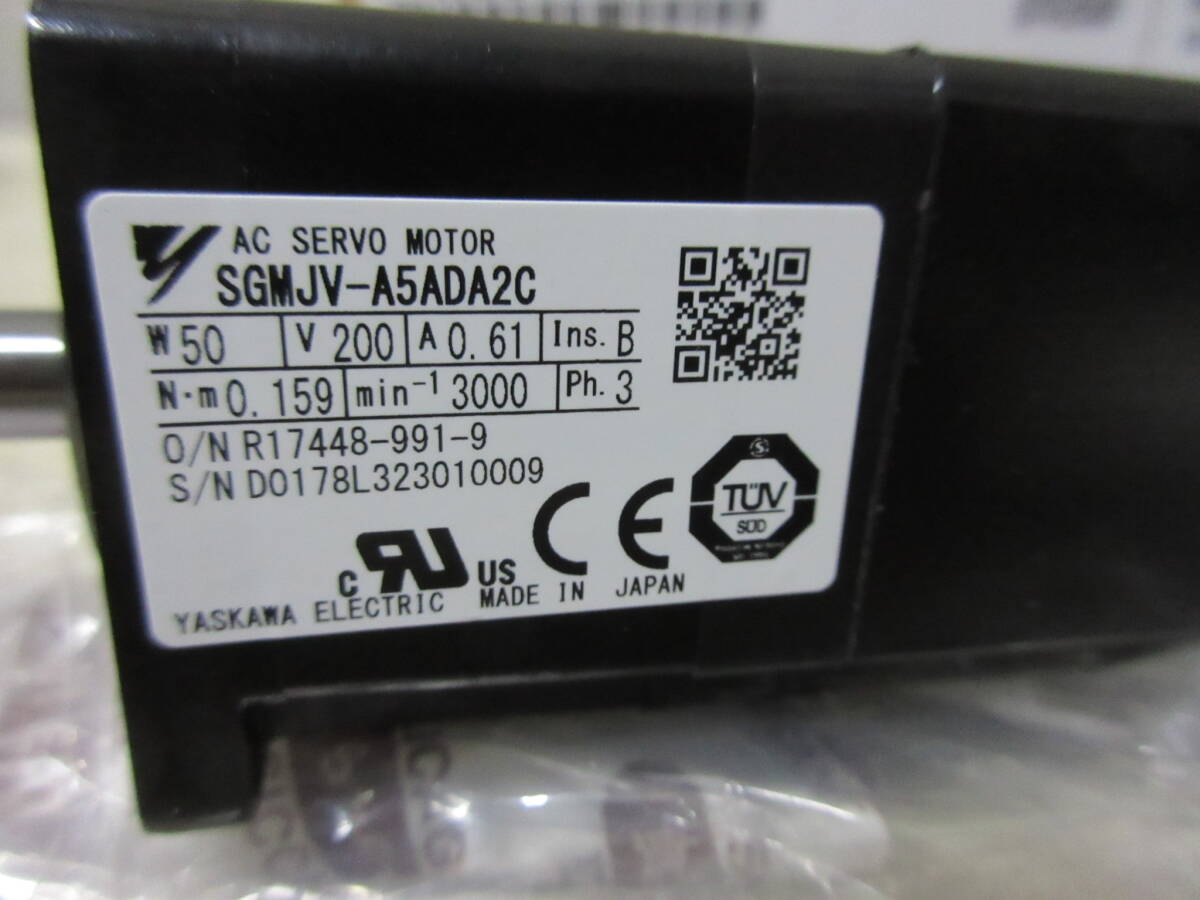 AC SERVO MOTOR
SGMJV-A5ADA2C
W 50 V 200 A 0.61 Ins. B
N·m 0.159 min-1 3000 Ph. 3
O/N R17448-991-9
S/N D0178L323010009
C US CE
TÜV
SÜD
YASKAWA ELECTRIC MADE IN JAPAN